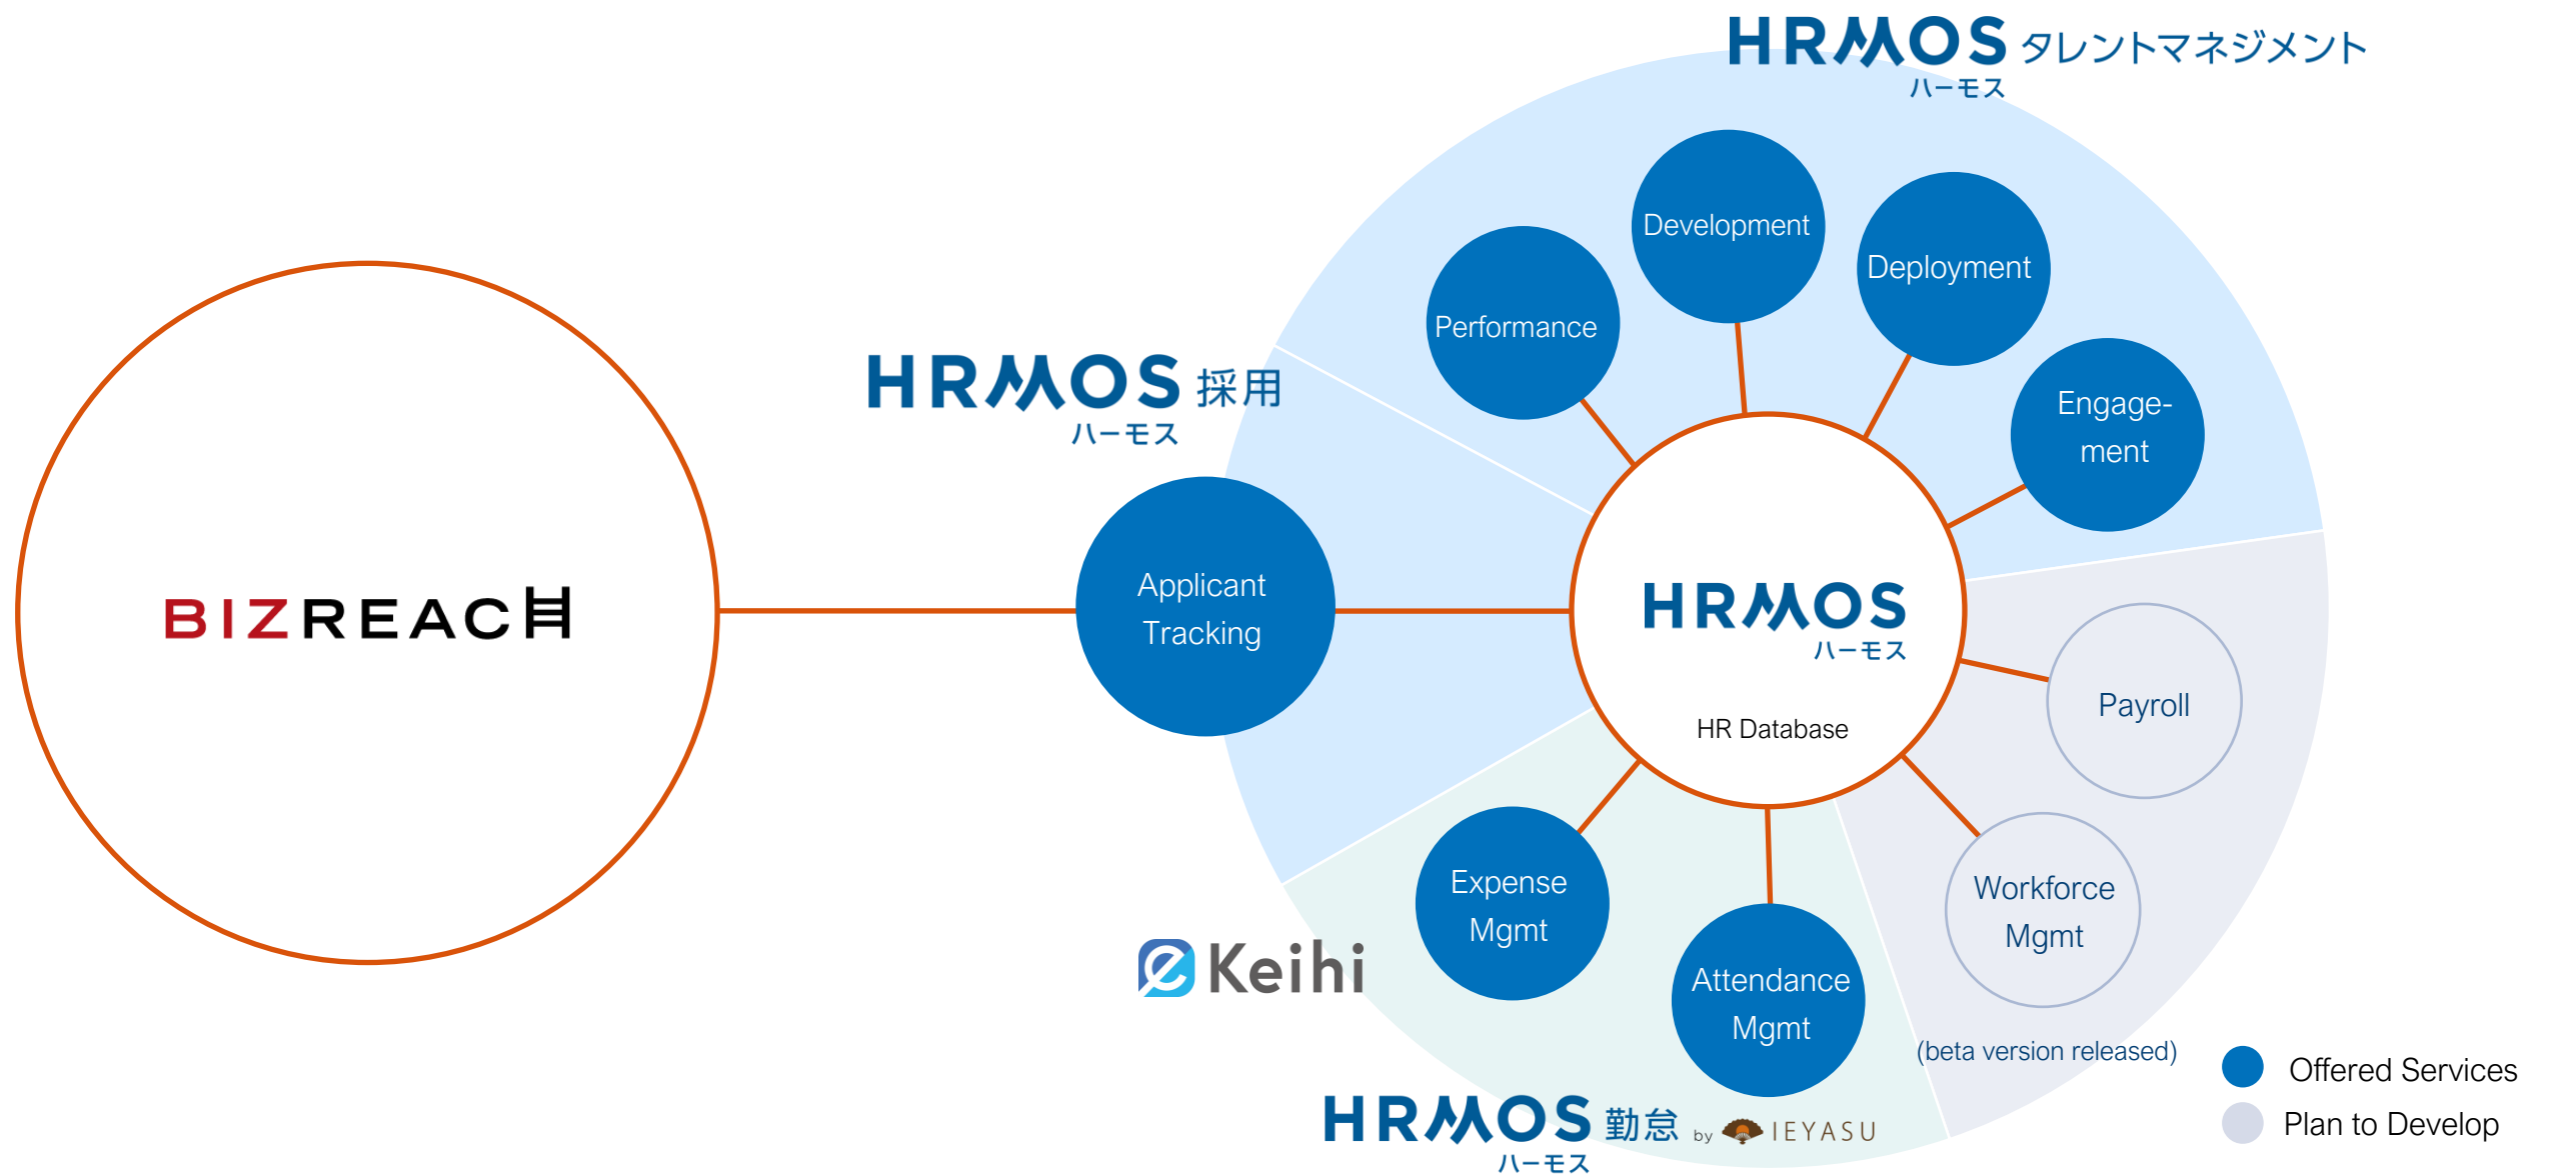 HRMOS タレントマネジメント
ハーモス
Development
Deployment
Performance
Engage-
ment
HRMOS 採用
ハーモス
Applicant
Tracking
BIZREACH
HRMOS
ハーモス
HR Database
Payroll
Workforce
Mgmt
(beta version released)
Expense
Mgmt
Keihi
Attendance
Mgmt
HRMOS 勤怠 by IEYASU
ハーモス
Offered Services
Plan to Develop